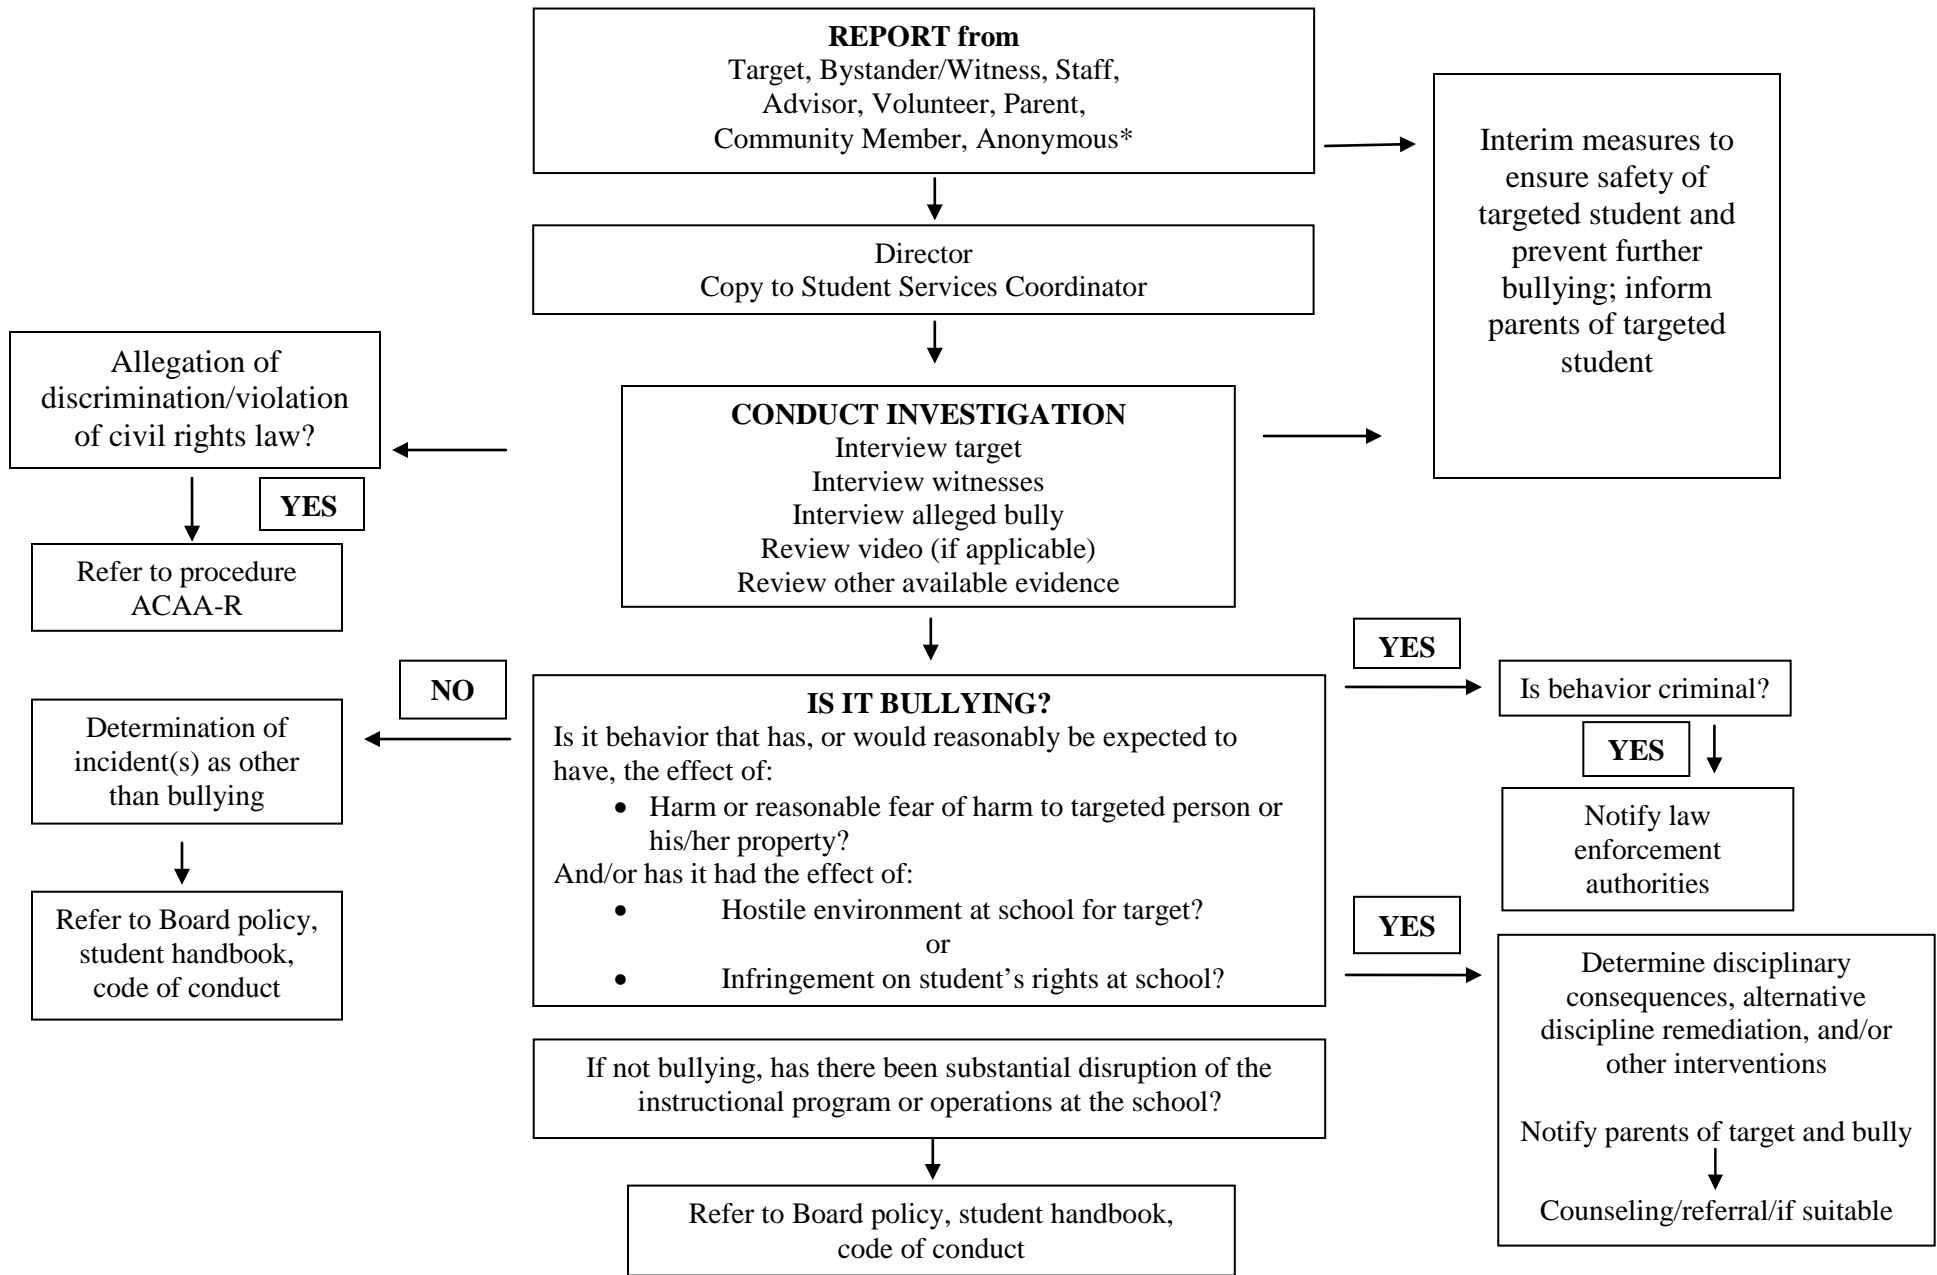 REPORT from
Target, Bystander/Witness, Staff,
Advisor, Volunteer, Parent,
Community Member, Anonymous*
Interim measures to
ensure safety of
targeted student and
prevent further
bullying; inform
parents of targeted
student
Director
Copy to Student Services Coordinator
Allegation of
discrimination/violation
of civil rights law?
YES
Refer to procedure
ACAA-R
CONDUCT INVESTIGATION
Interview target
Interview witnesses
Interview alleged bully
Review video (if applicable)
Review other available evidence
NO
Determination of
incident(s) as other
than bullying
Refer to Board policy,
student handbook,
code of conduct
IS IT BULLYING?
Is it behavior that has, or would reasonably be expected to
have, the effect of:
• Harm or reasonable fear of harm to targeted person or
his/her property?
And/or has it had the effect of:
• Hostile environment at school for target?
or
• Infringement on student’s rights at school?
YES
Is behavior criminal?
YES
Notify law
enforcement
authorities
YES
Determine disciplinary
consequences, alternative
discipline remediation, and/or
other interventions
Notify parents of target and bully
Counseling/referral/if suitable
If not bullying, has there been substantial disruption of the
instructional program or operations at the school?
Refer to Board policy, student handbook,
code of conduct